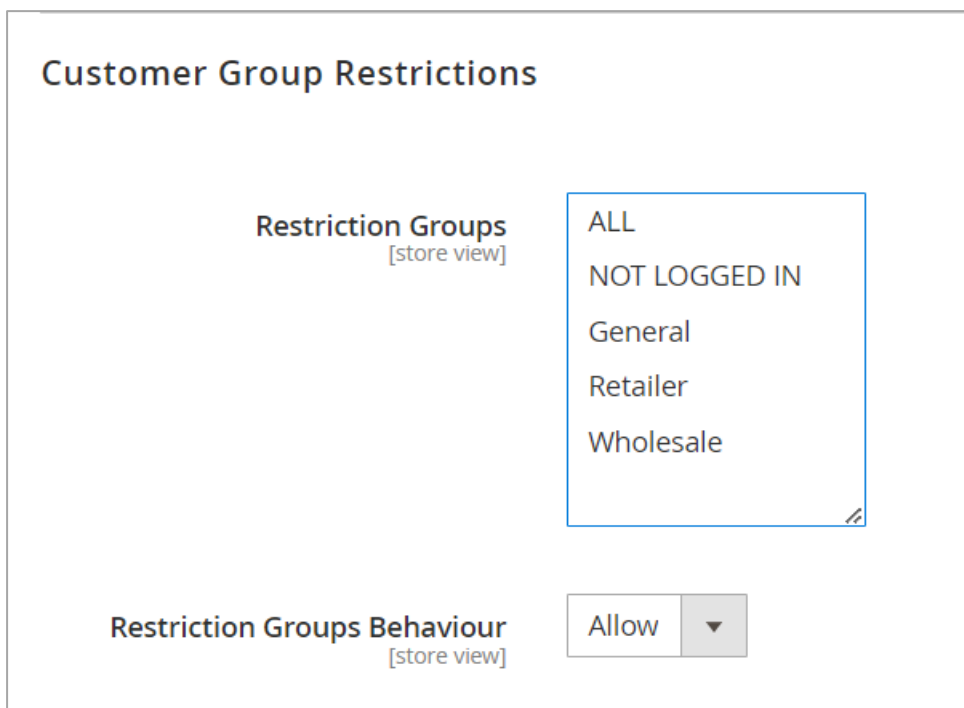 Customer Group Restrictions
Restriction Groups
[store view]
ALL
NOT LOGGED IN
General
Retailer
Wholesale
Restriction Groups Behaviour
[store view]
Allow